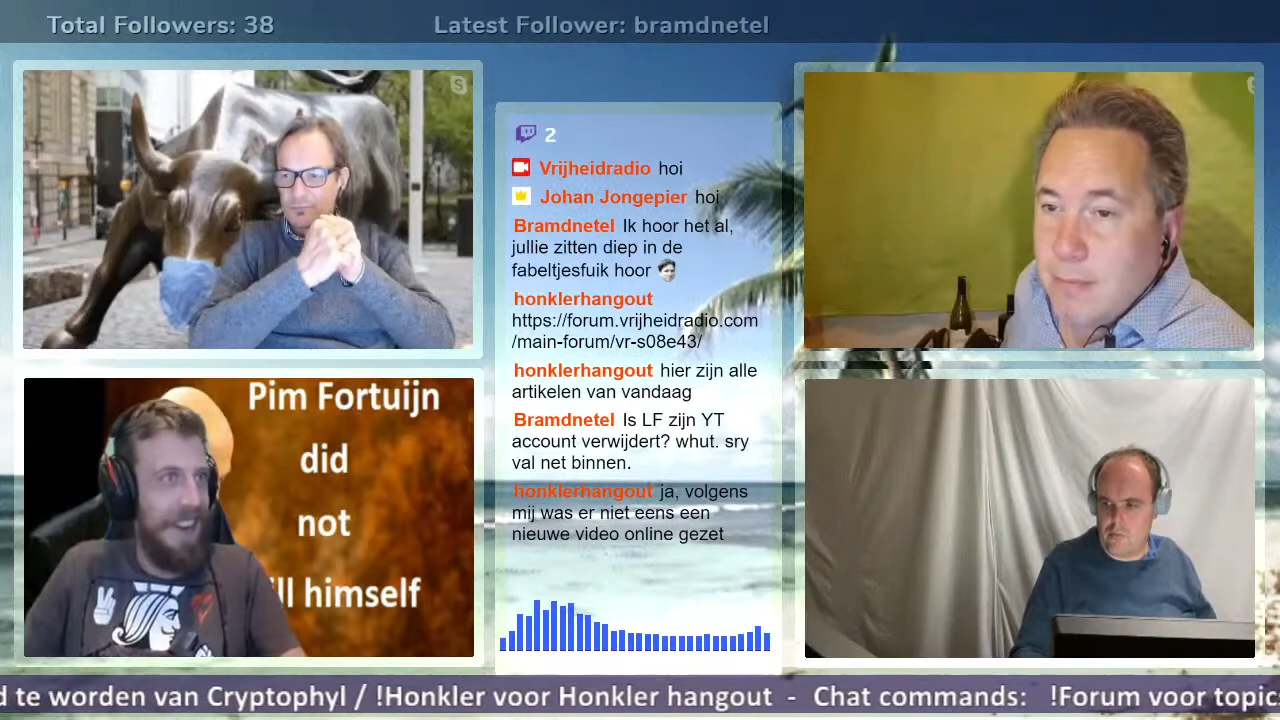 Total Followers: 38
Latest Follower: bramdnetel
2
Vrijheidradio hoi
Johan Jongepier hoi
Bramdnetel Ik hoor het al,
jullie zitten diep in de
fabeltjesfuik hoor
honklerhangout
https://forum.vrijheidradio.com
/main-forum/vr-s08e43/
honklerhangout hier zijn alle
artikelen van vandaag
Bramdnetel Is LF zijn YT
account verwijdert? whut. sry
val net binnen.
honklerhangout ja, volgens
mij was er niet eens een
nieuwe video online gezet
Pim Fortuijn
did
not
ll himself
d te worden van Cryptophyl / !Honkler voor Honkler hangout - Chat commands: !Forum voor topic